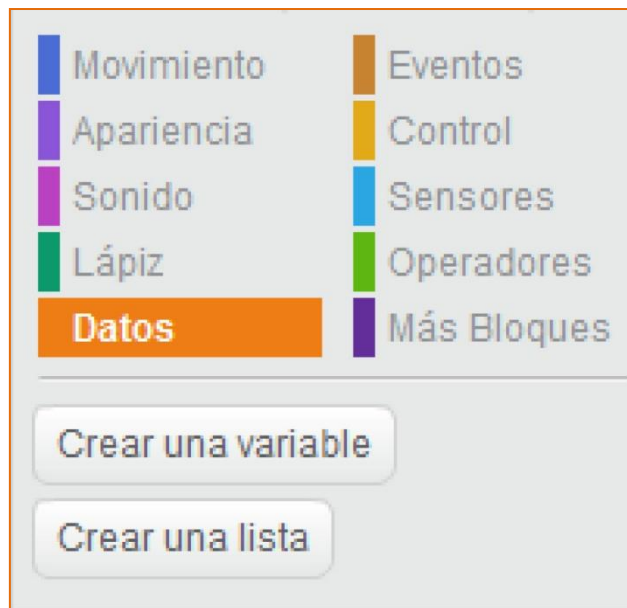 Movimiento
Eventos
Apariencia
Control
Sonido
Sensores
Lápiz
Operadores
Datos
Más Bloques
Crear una variable
Crear una lista